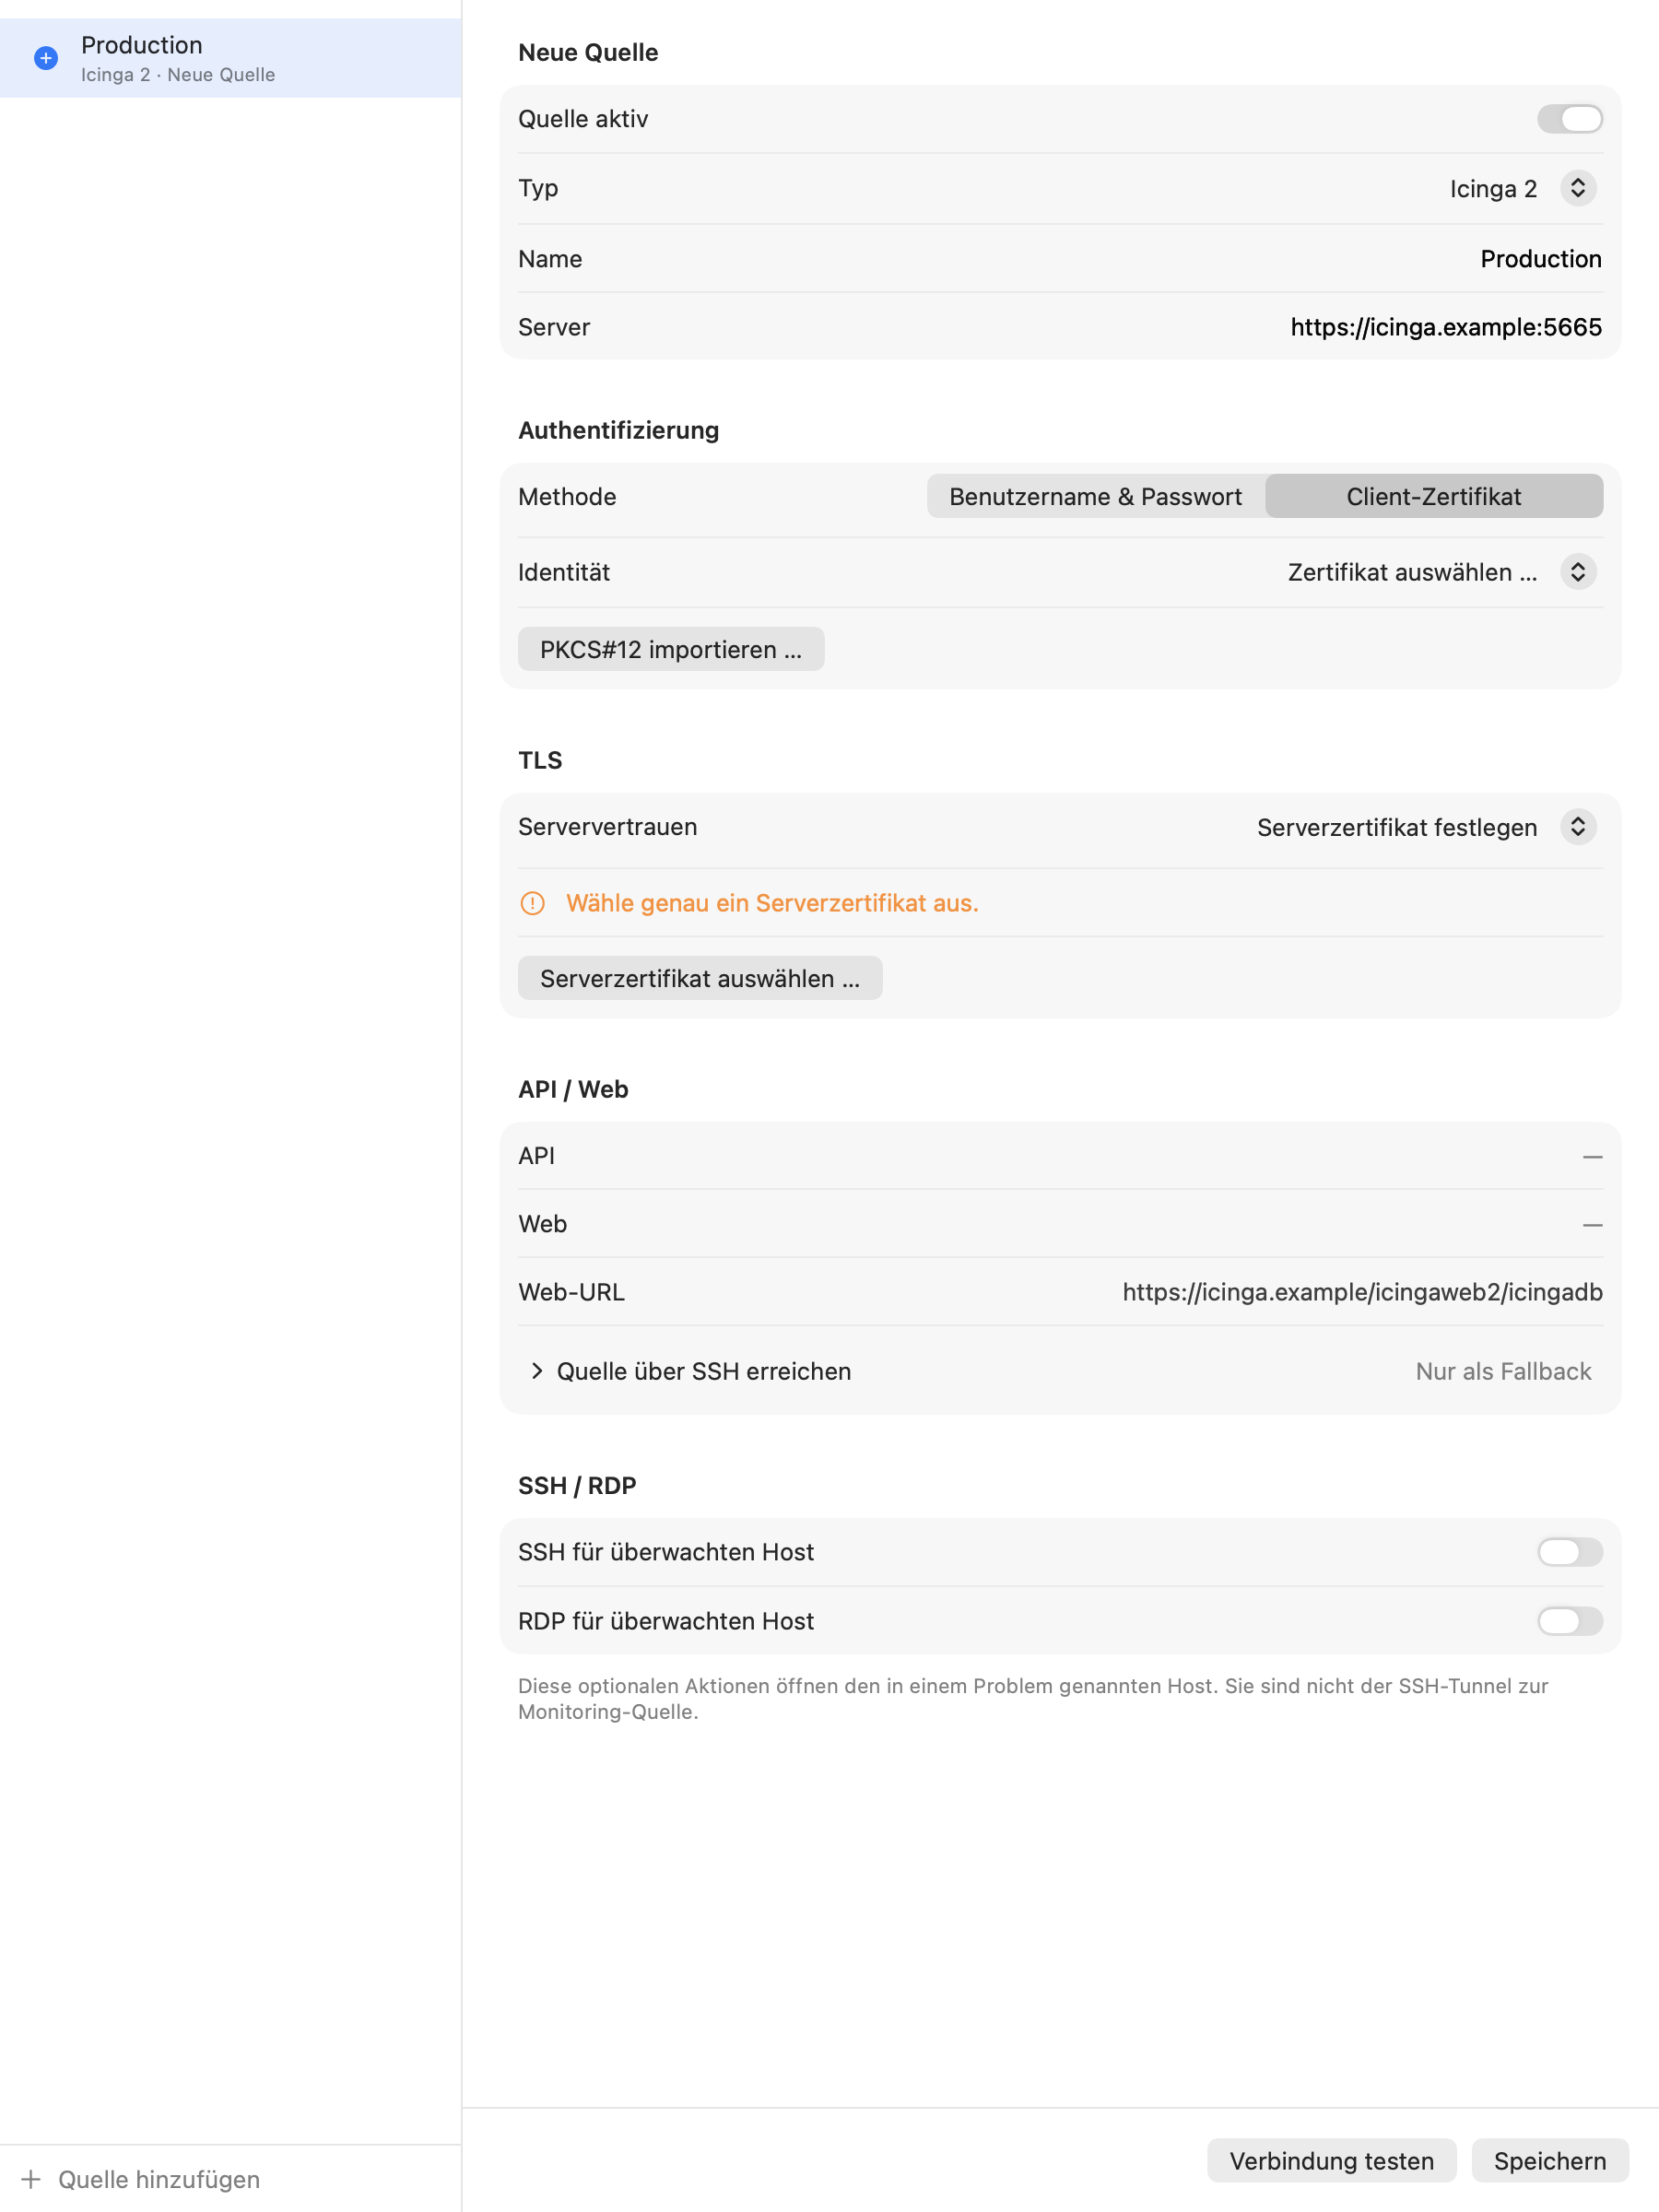 Production
Icinga 2 · Neue Quelle
Neue Quelle
Quelle aktiv
Typ
Icinga 2
Name
Production
Server
https://icinga.example:5665
Authentifizierung
Methode
Benutzername & Passwort
Client-Zertifikat
Identität
Zertifikat auswählen ...
PKCS#12 importieren ...
TLS
Serververtrauen
Serverzertifikat festlegen
Wähle genau ein Serverzertifikat aus.
Serverzertifikat auswählen ...
API / Web
API
—
Web
—
Web-URL
https://icinga.example/icingaweb2/icingadb
Quelle über SSH erreichen
Nur als Fallback
SSH / RDP
SSH für überwachten Host
RDP für überwachten Host
Diese optionalen Aktionen öffnen den in einem Problem genannten Host. Sie sind nicht der SSH-Tunnel zur
Monitoring-Quelle.
Verbindung testen
Speichern
Quelle hinzufügen